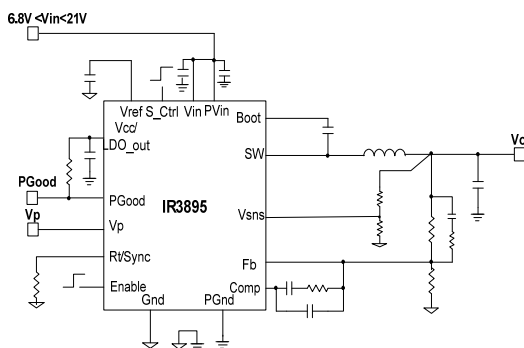 6.8V <Vin<21V
Vref S_Ctrl Vin PVin
Vcc/
LDO_out
Boot
SW
Vo
PGood
PGood
IR3895
Vsns
Vp
Vp
Rt/Sync
Fb
Enable
Comp
Gnd
PGnd